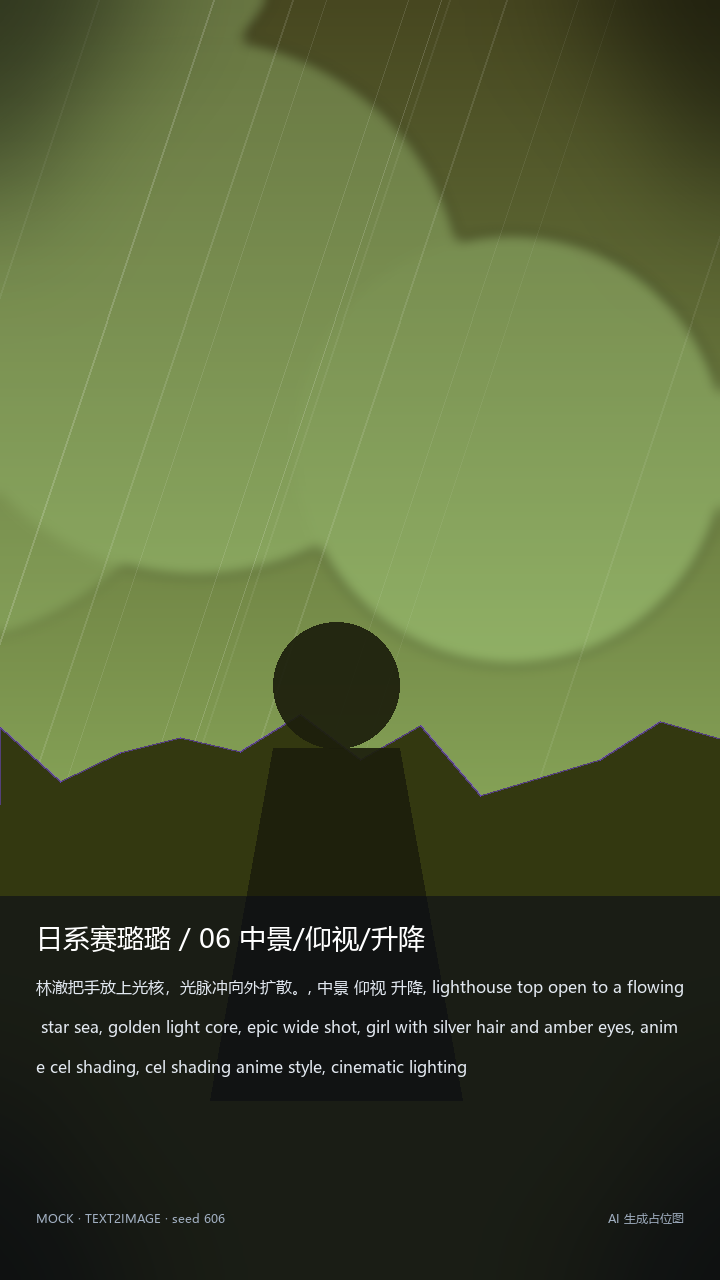 日系赛璐璐 / 06 中景/仰视/升降
林澈把手放上光核，光脉冲向外扩散。, 中景 仰视 升降, lighthouse top open to a flowing
star sea, golden light core, epic wide shot, girl with silver hair and amber eyes, anim
e cel shading, cel shading anime style, cinematic lighting
MOCK · TEXT2IMAGE · seed 606
AI 生成占位图